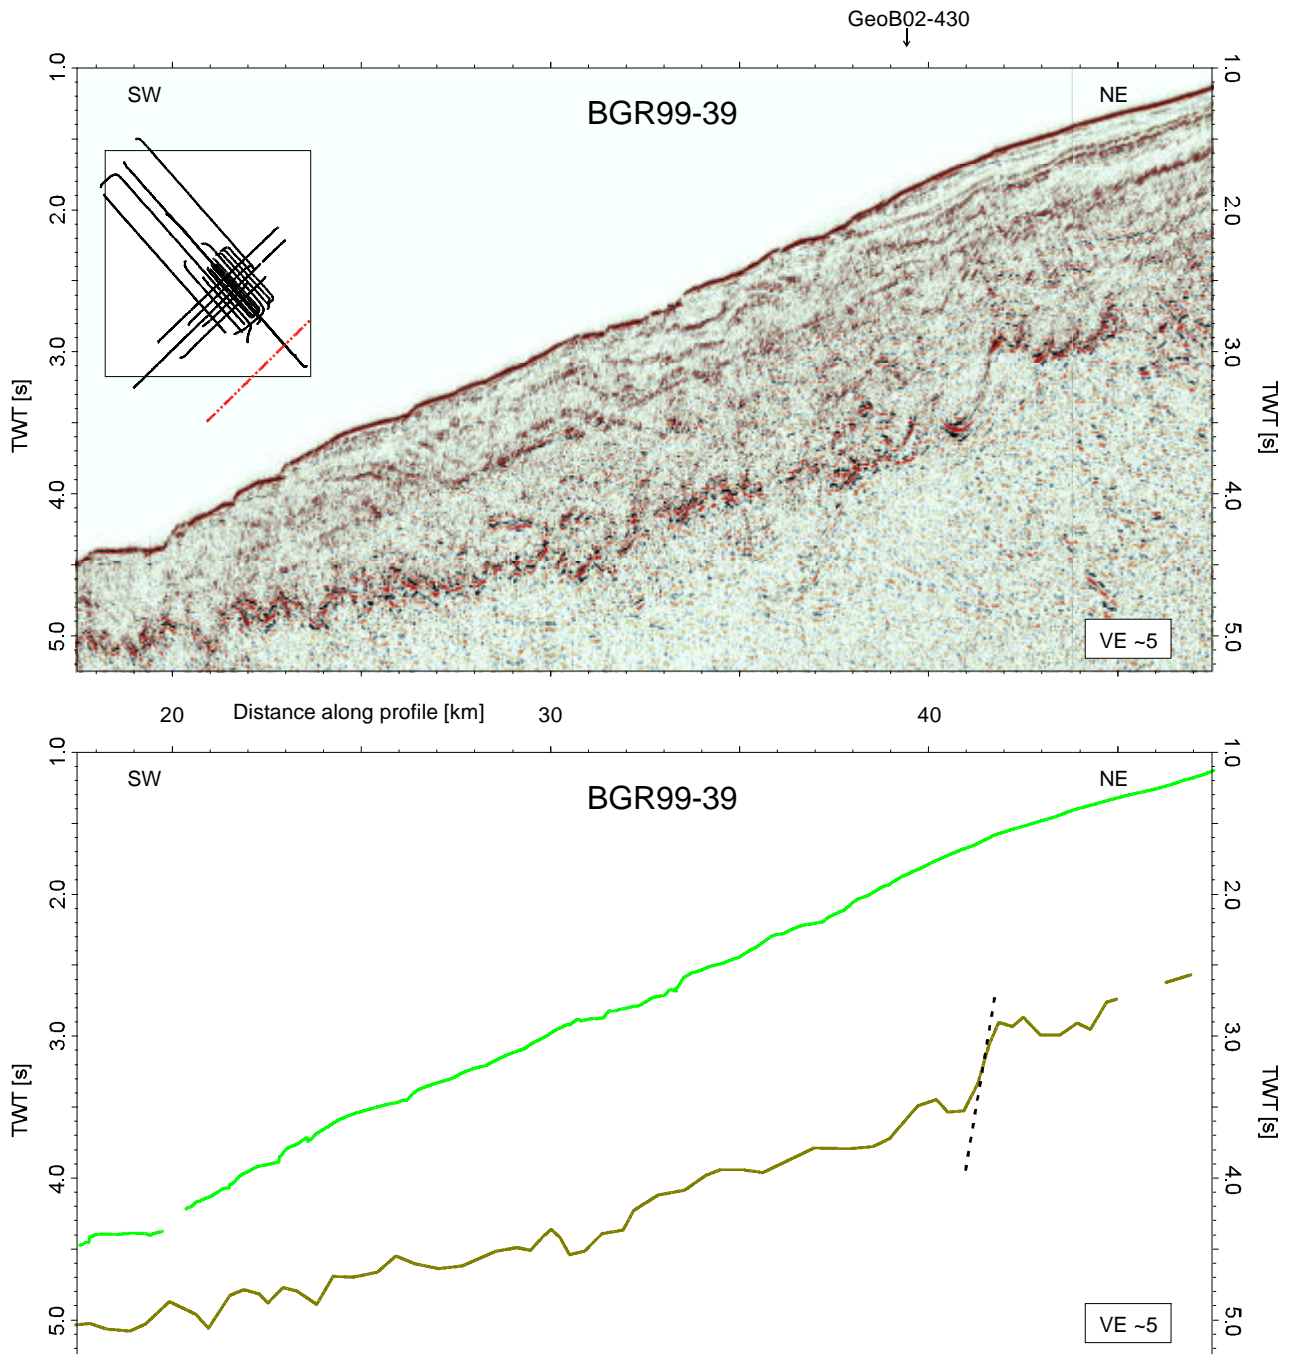 GeoB02-430
1.0 1.0
SW NE
BGR99-39
2.0 2.0
3.0 3.0
TWT [s] TWT [s]
4.0 4.0
5.0 5.0
VE ~5
20 Distance along profile [km] 30 40
1.0 1.0
SW NE
BGR99-39
2.0 2.0
3.0 3.0
TWT [s] TWT [s]
4.0 4.0
5.0 5.0
VE ~5